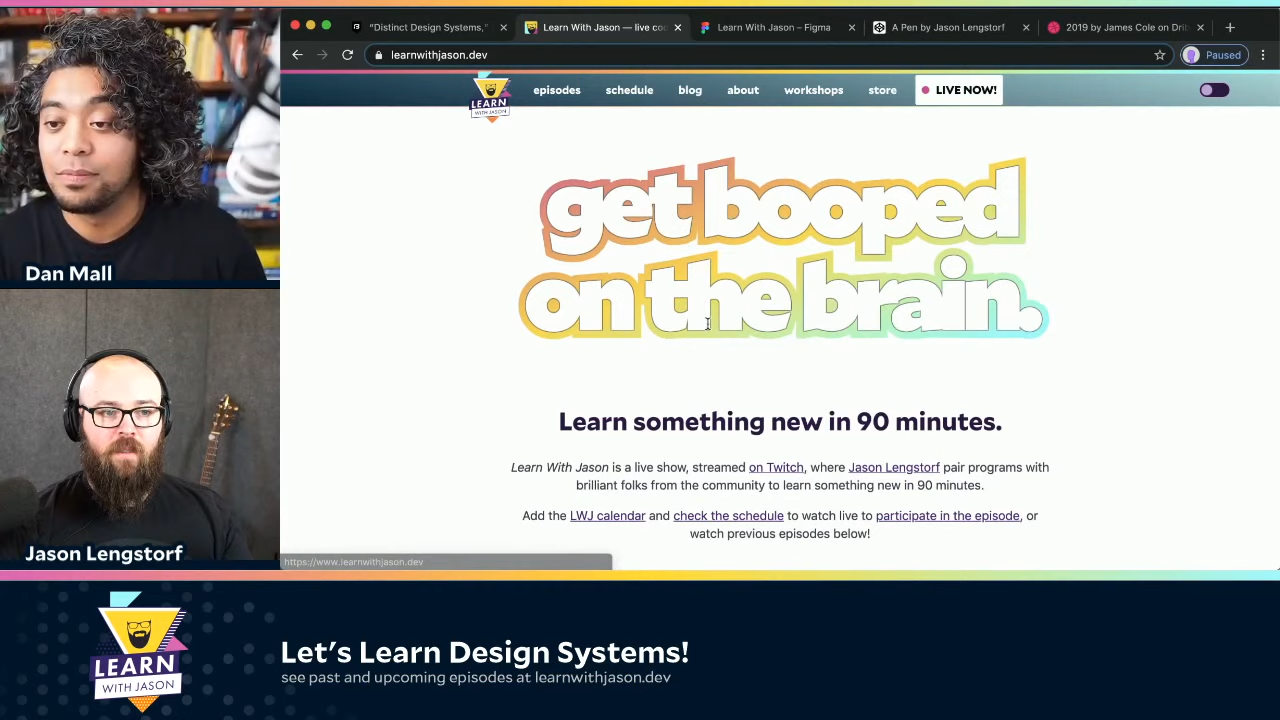 "Distinct Design Systems,"
Learn With Jason — live co
Learn With Jason – Figma
A Pen by Jason Lengstorf
2019 by James Cole on Dri
learnwithjason.dev
Paused
LEARN
WITH JASON
episodes
schedule
blog
about
workshops
store
LIVE NOW!
get booped
on the brain.
Learn something new in 90 minutes.
Learn With Jason is a live show, streamed on Twitch, where Jason Lengstorf pair programs with
brilliant folks from the community to learn something new in 90 minutes.
Add the LWJ calendar and check the schedule to watch live to participate in the episode, or
watch previous episodes below!
https://www.learnwithjason.dev
Dan Mall
Jason Lengstorf
LEARN
WITH JASON
Let's Learn Design Systems!
see past and upcoming episodes at learnwithjason.dev